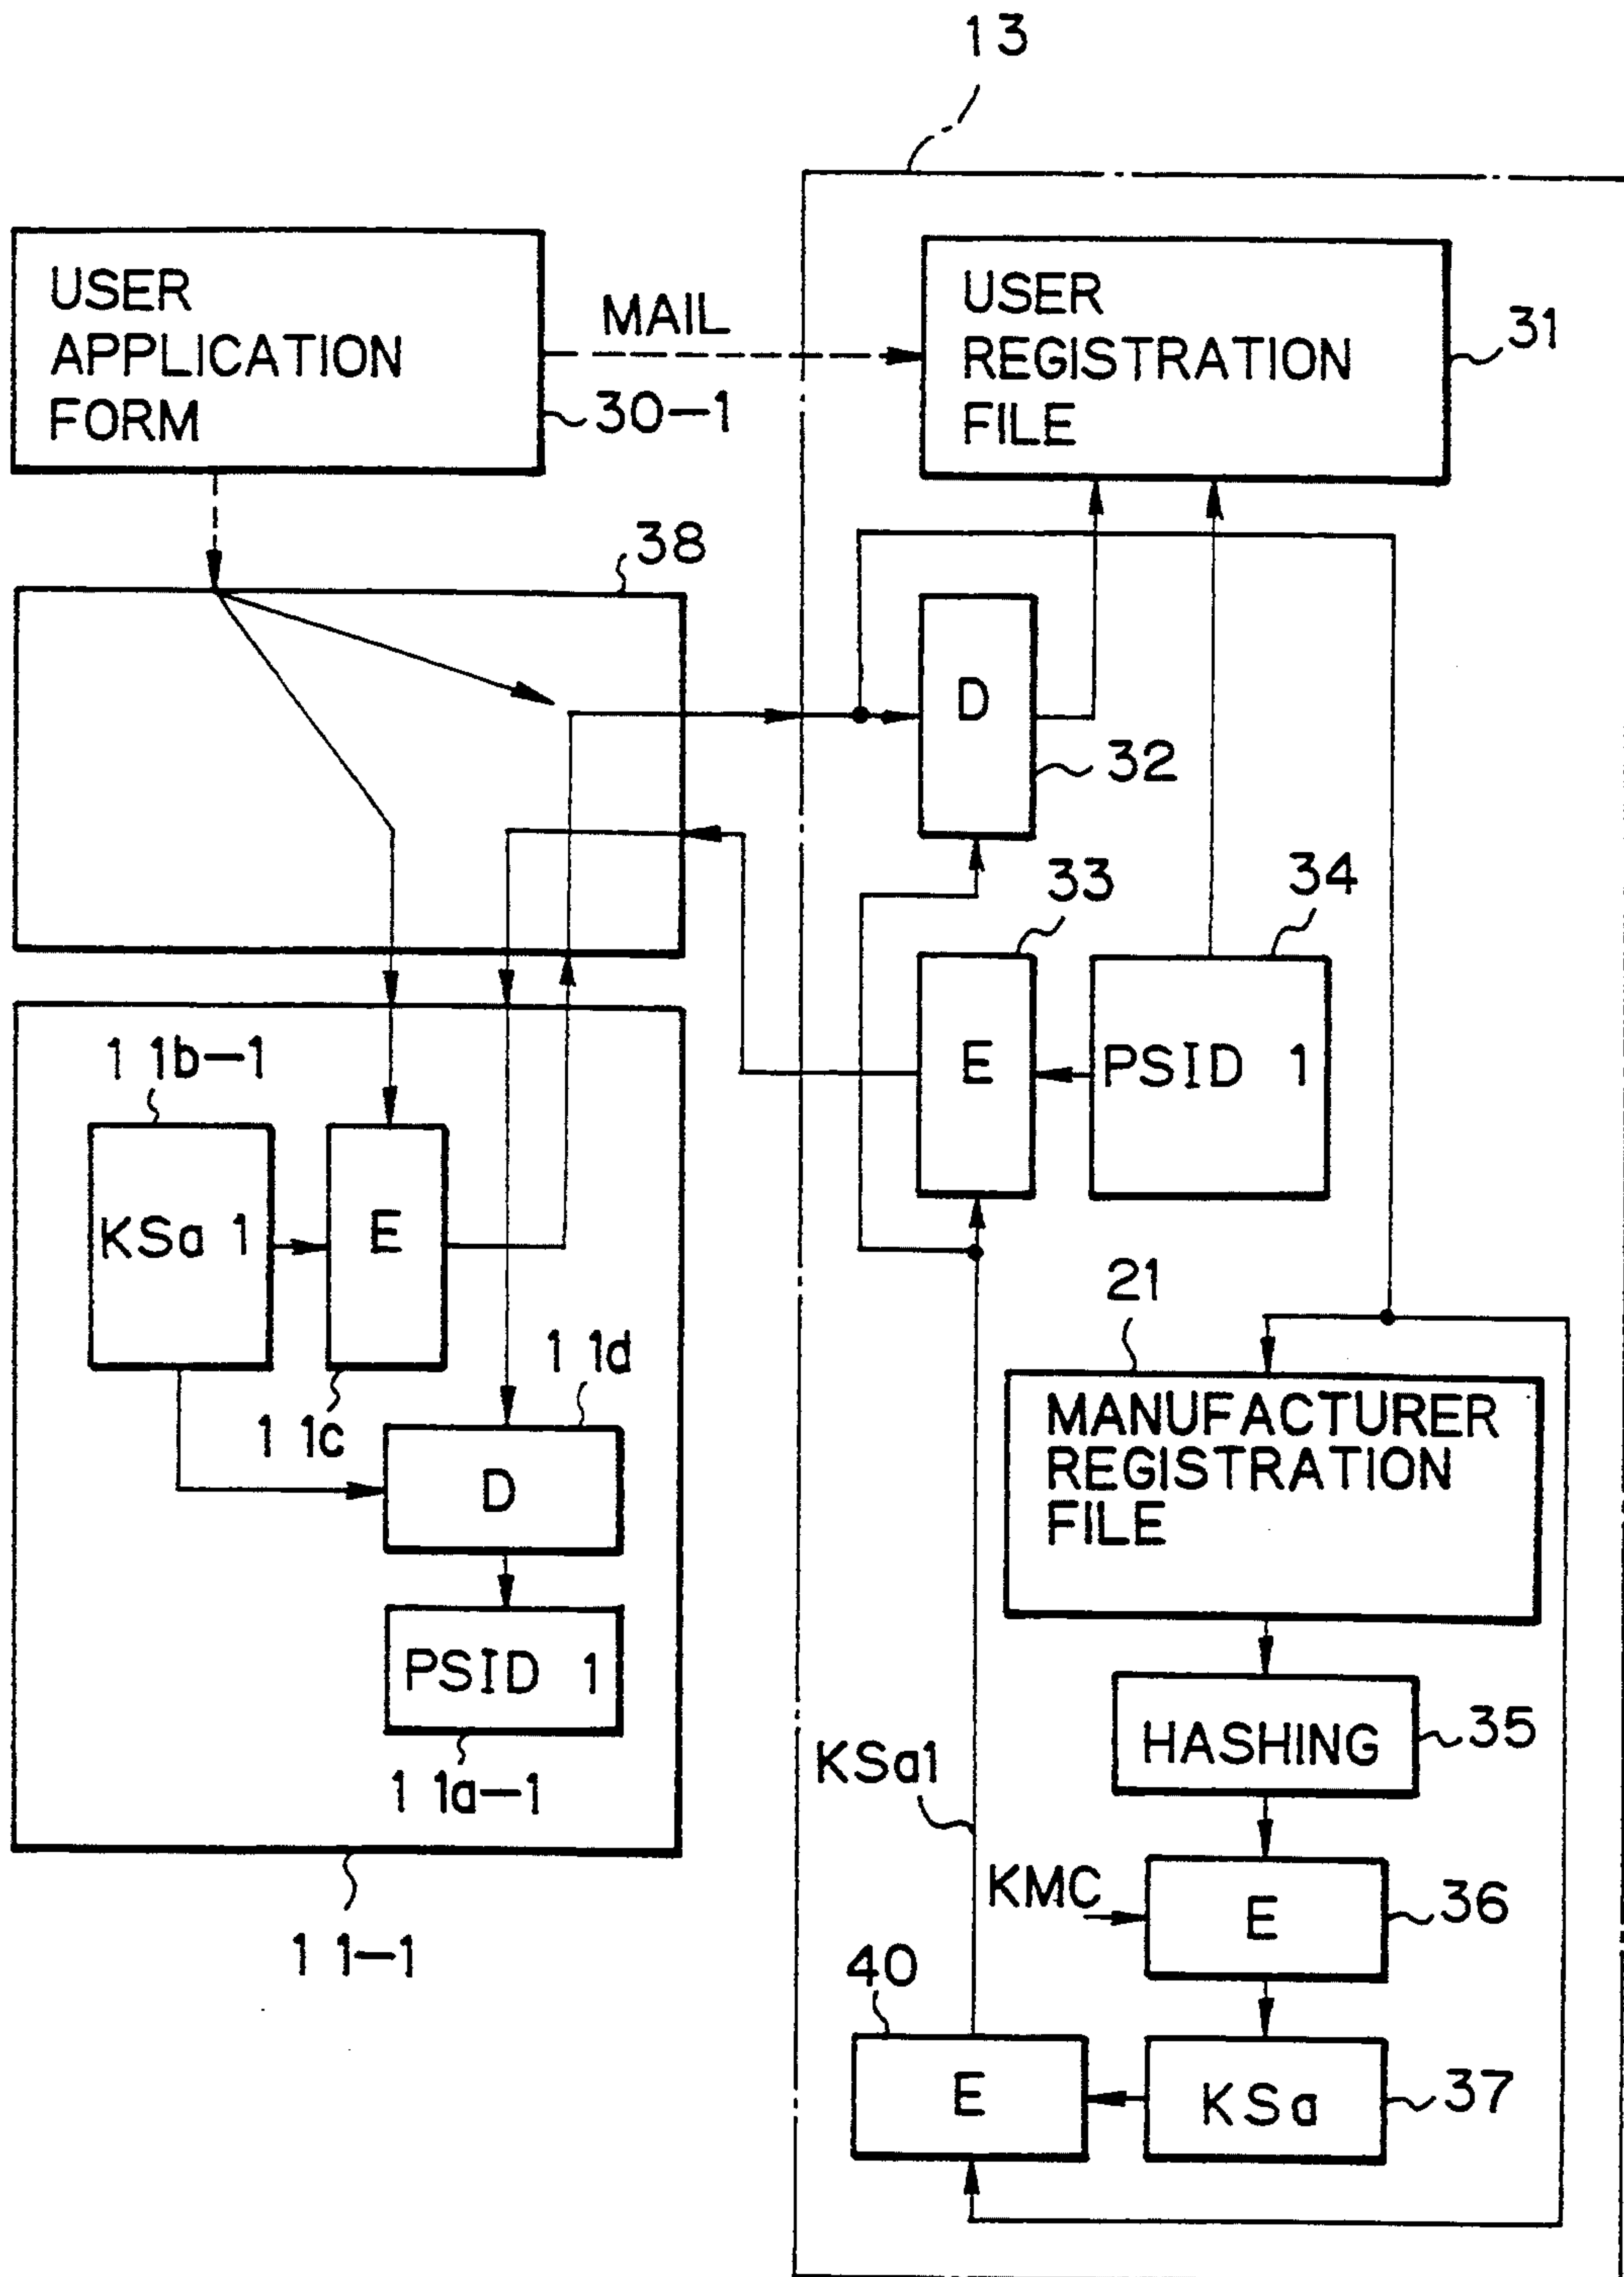 13
USER
APPLICATION
FORM
30-1
MAIL
USER
REGISTRATION
FILE
31
38
D
32
33
34
E
PSID 1
11b-1
KSa 1
E
11c
11d
D
PSID 1
11a-1
11-1
21
MANUFACTURER
REGISTRATION
FILE
HASHING
35
KSa1
KMC
E
36
40
E
KSa
37